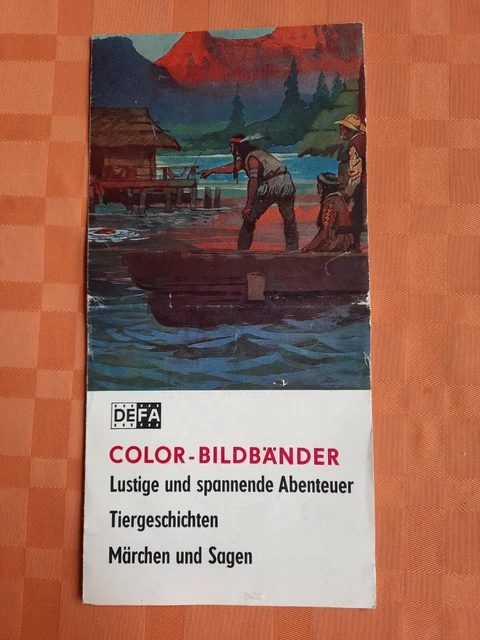 DEFA
COLOR-BILDBÄNDER
Lustige und spannende Abenteuer
Tiergeschichten
Märchen und Sagen